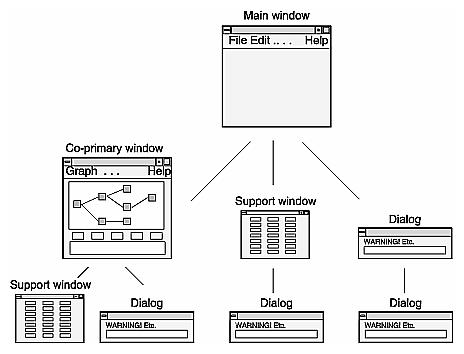 Main window
File Edit . . . Help
Co-primary window
Graph . . . Help
Support window
Dialog
WARNING! Etc.
Support window
Dialog
WARNING! Etc.
Dialog
WARNING! Etc.
Dialog
WARNING! Etc.